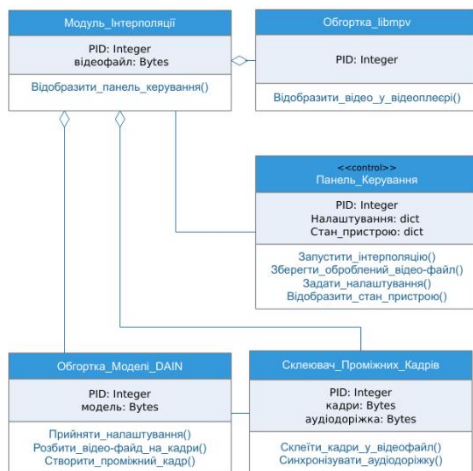 Модуль_Інтерполяції
PID: Integer
відеофайл: Bytes
Відобразити_панель_керування()
Обгортка_libmpv
PID: Integer
Відобразити_відео_у_відеоплеєрі()
<<control>>
Панель_Керування
PID: Integer
Налаштування: dict
Стан_пристрою: dict
Запустити_інтерполяцію()
Зберегти_оброблений_відео-файл()
Задати_налаштування()
Відобразити_стан_пристрою()
Обгортка_Моделі_DAIN
PID: Integer
модель: Bytes
Прийняти_налаштування()
Розбити_відео-файл_на_кадри()
Створити_проміжний_кадр()
Склеювач_Проміжних_Кадрів
PID: Integer
кадри: Bytes
аудіодоріжка: Bytes
Склеїти_кадри_у_відеофайл()
Синхронізувати_аудіодоріжку()